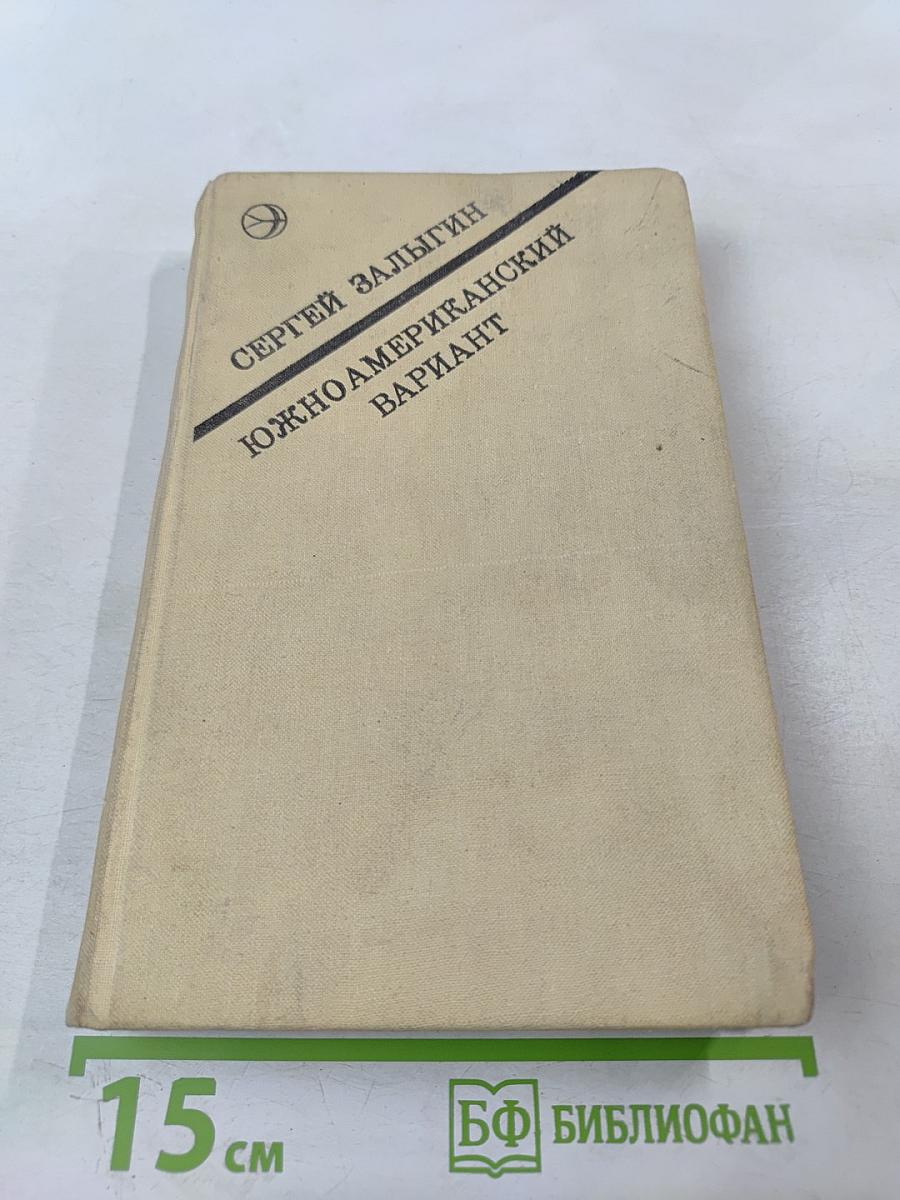 СЕРГЕЙ ЗАЛЫГИН
ЮЖНОАМЕРИКАНСКИЙ
ВАРИАНТ
15 см
БФ БИБЛИОФАН